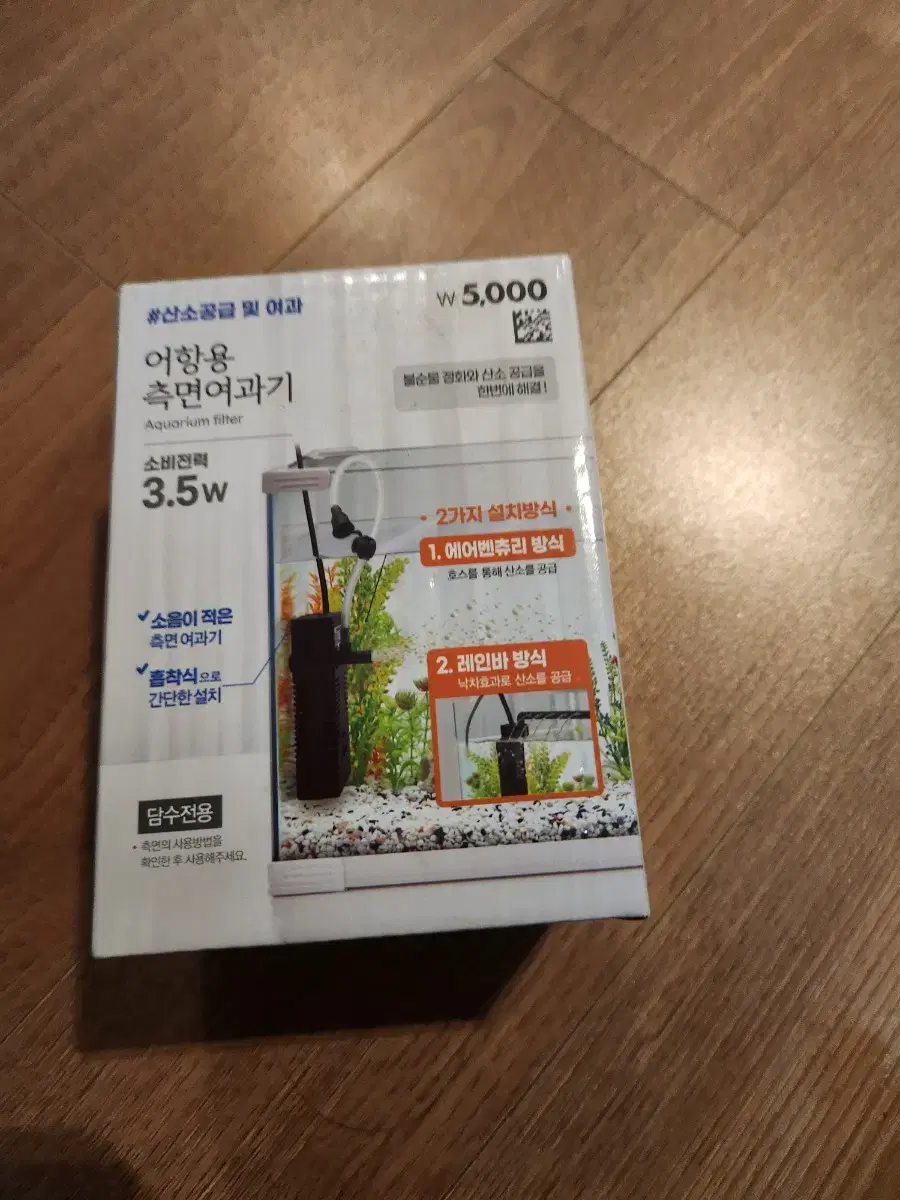 #산소공급 및 여과
₩ 5,000
어항용
측면여과기
Aquarium filter
불순물 정화와 산소 공급을
한번에 해결!
소비전력
3.5W
• 2가지 설치방식 •
1. 에어벤츄리 방식
호스를 통해 산소를 공급
소음이 적은
측면 여과기
흡착식으로
간단한 설치
2. 레인바 방식
낙차효과로 산소를 공급
담수전용
• 측면의 사용방법을
확인한 후 사용해주세요.